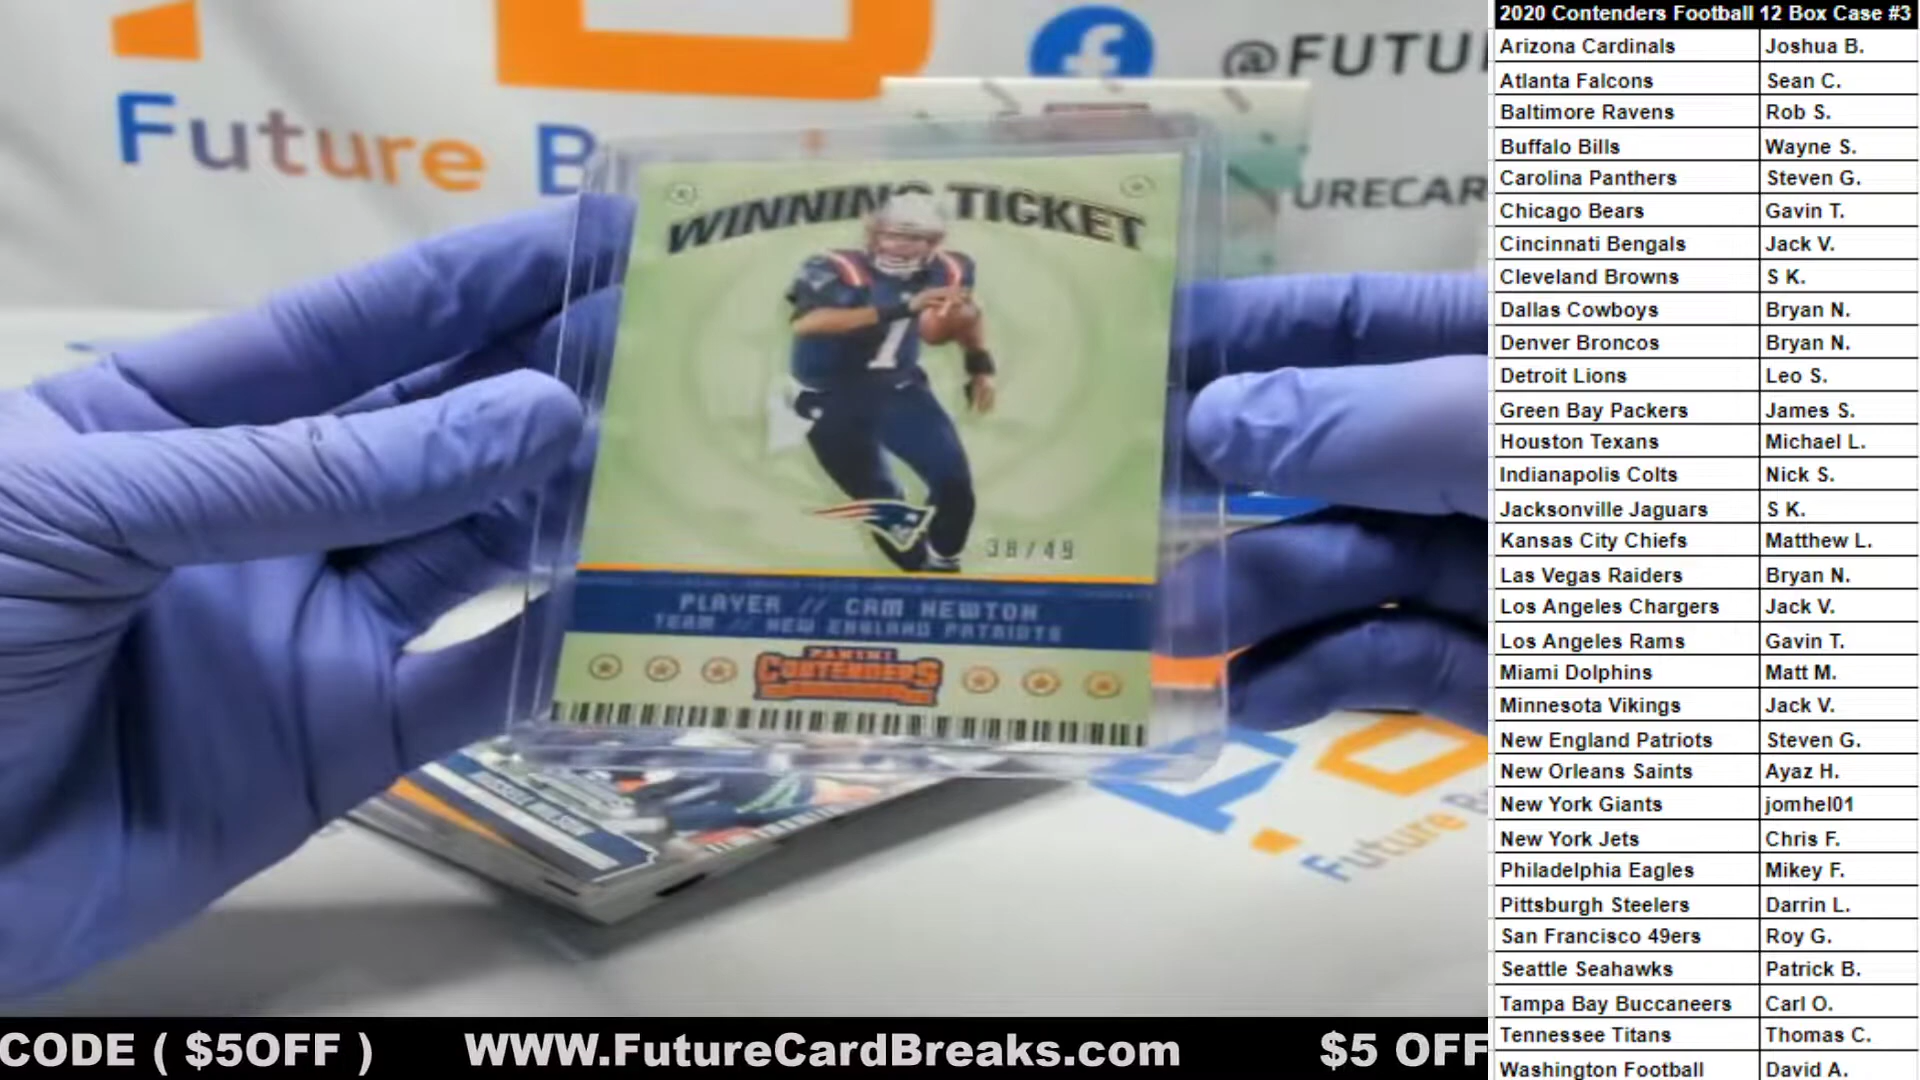 Future B
@FUTU
URECAR
WINNING TICKET
1
38/49
PLAYER // CAM NEWTON
TEAM // NEW ENGLAND PATRIOTS
PANINI
CONTENDERS
Future B
CODE ( $5OFF ) WWW.FutureCardBreaks.com $5 OFF
2020 Contenders Football 12 Box Case #3
Arizona Cardinals Joshua B.
Atlanta Falcons Sean C.
Baltimore Ravens Rob S.
Buffalo Bills Wayne S.
Carolina Panthers Steven G.
Chicago Bears Gavin T.
Cincinnati Bengals Jack V.
Cleveland Browns S K.
Dallas Cowboys Bryan N.
Denver Broncos Bryan N.
Detroit Lions Leo S.
Green Bay Packers James S.
Houston Texans Michael L.
Indianapolis Colts Nick S.
Jacksonville Jaguars S K.
Kansas City Chiefs Matthew L.
Las Vegas Raiders Bryan N.
Los Angeles Chargers Jack V.
Los Angeles Rams Gavin T.
Miami Dolphins Matt M.
Minnesota Vikings Jack V.
New England Patriots Steven G.
New Orleans Saints Ayaz H.
New York Giants jomhel01
New York Jets Chris F.
Philadelphia Eagles Mikey F.
Pittsburgh Steelers Darrin L.
San Francisco 49ers Roy G.
Seattle Seahawks Patrick B.
Tampa Bay Buccaneers Carl O.
Tennessee Titans Thomas C.
Washington Football David A.